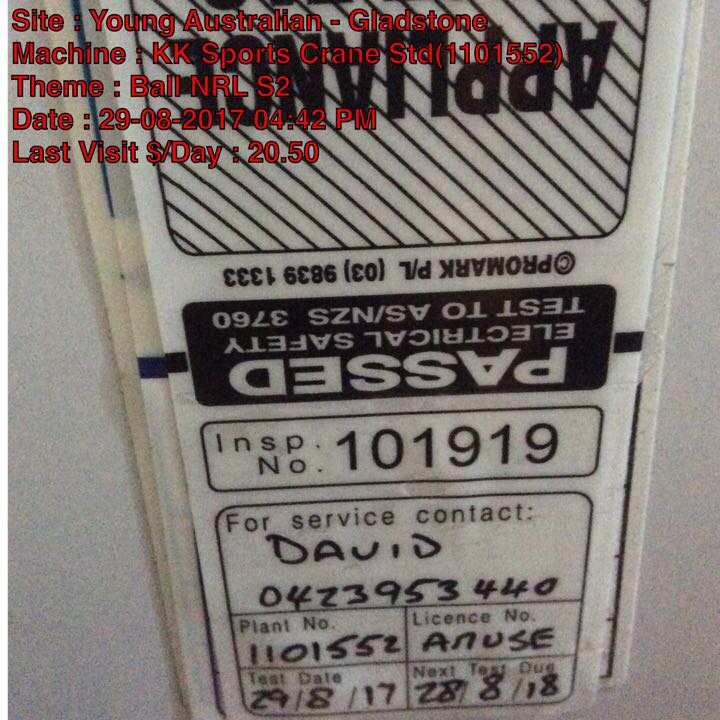 Site : Young Australian - Gladstone
Machine : KK Sports Crane Std(1101552)
Theme : Ball NRL S2
Date : 29-08-2017 04:42 PM
Last Visit $/Day : 20.50
APPLIANCE
©PROMARK P/L (03) 9839 1333
TEST TO AS/NZS 3760
ELECTRICAL SAFETY
PASSED
Insp. No. 101919
For service contact:
DAVID
0423953440
Plant No. Licence No.
1101552 AMUSE
Test Date Next Test Due
29/8/17 28/8/18